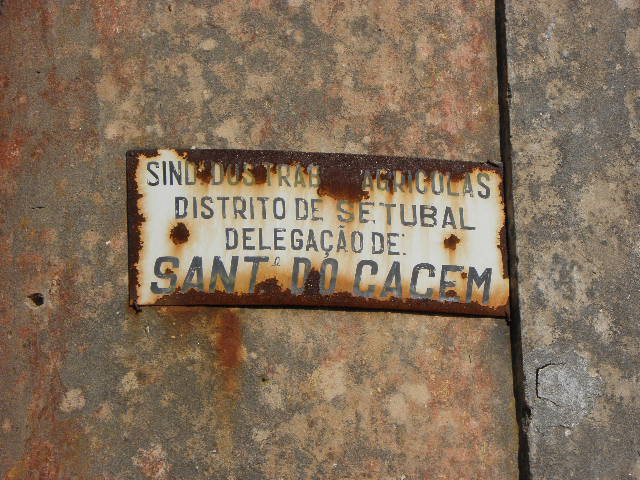 SIND. DOS TRAB. AGRICOLAS
DISTRITO DE SETUBAL
DELEGAÇÃO DE:
SANTº DO CACEM